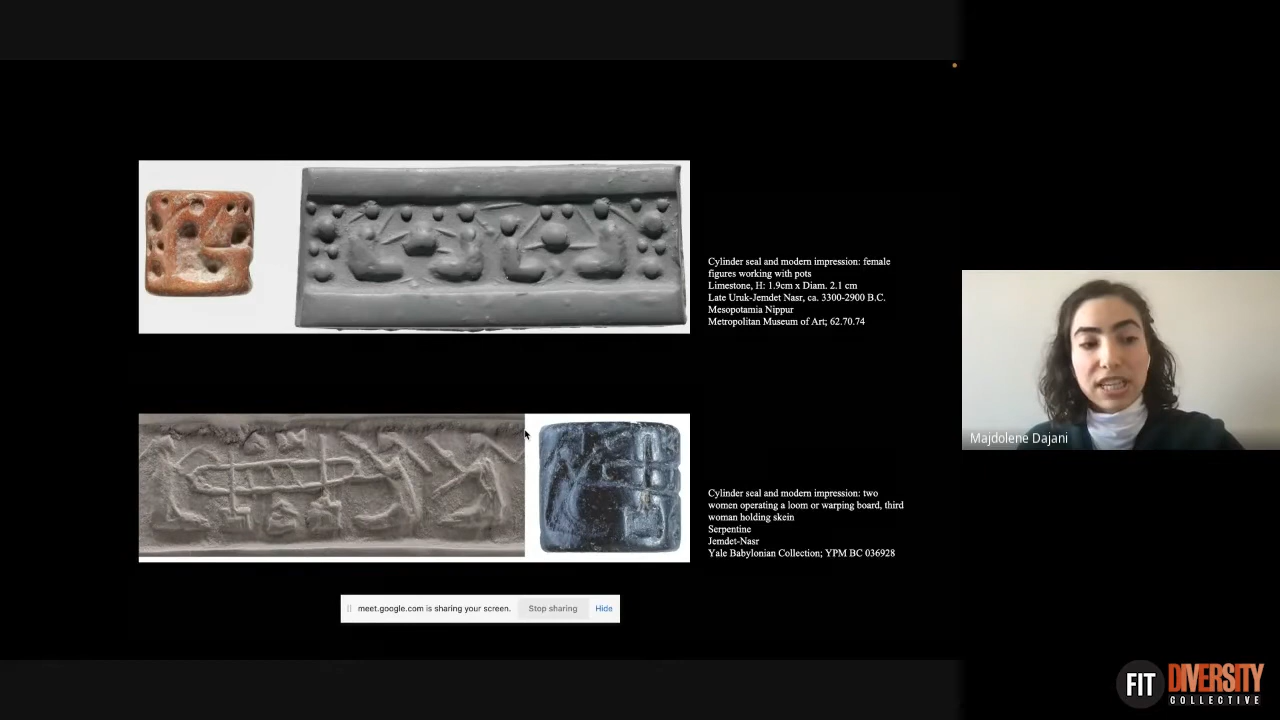 Cylinder seal and modern impression: female
figures working with pots
Limestone, H: 1.9cm x Diam. 2.1 cm
Late Uruk-Jemdet Nasr, ca. 3300-2900 B.C.
Mesopotamia Nippur
Metropolitan Museum of Art; 62.70.74
Cylinder seal and modern impression: two
women operating a loom or warping board, third
woman holding skein
Serpentine
Jemdet-Nasr
Yale Babylonian Collection; YPM BC 036928
Majdolene Dajani
meet.google.com is sharing your screen. Stop sharing Hide
FIT DIVERSITY
COLLECTIVE